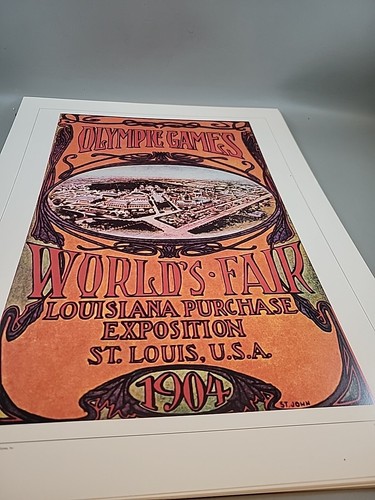 OLYMPIC GAMES
WORLD'S · FAIR
LOUISIANA PURCHASE
EXPOSITION
ST. LOUIS, U.S.A.
1904
ST. JOHN